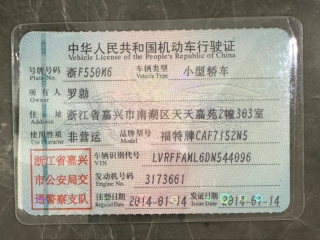 中华人民共和国机动车行驶证
Vehicle License of the People's Republic of China
号牌号码 浙F550M6 车辆类型 小型轿车
Plate No. Vehicle Type
所有人 罗勃
Owner
住址 浙江省嘉兴市南湖区天天嘉苑2幢303室
Address
使用性质 非营运 品牌型号 福特牌CAF7152N5
Use Character Model
浙江省嘉兴
市公安局交
通警察支队
车辆识别代号 LVRFFAML6DN544096
VIN
发动机号码 3173661
Engine No.
注册日期 2014-01-14 发证日期 2014-01-14
Register Date Issue Date